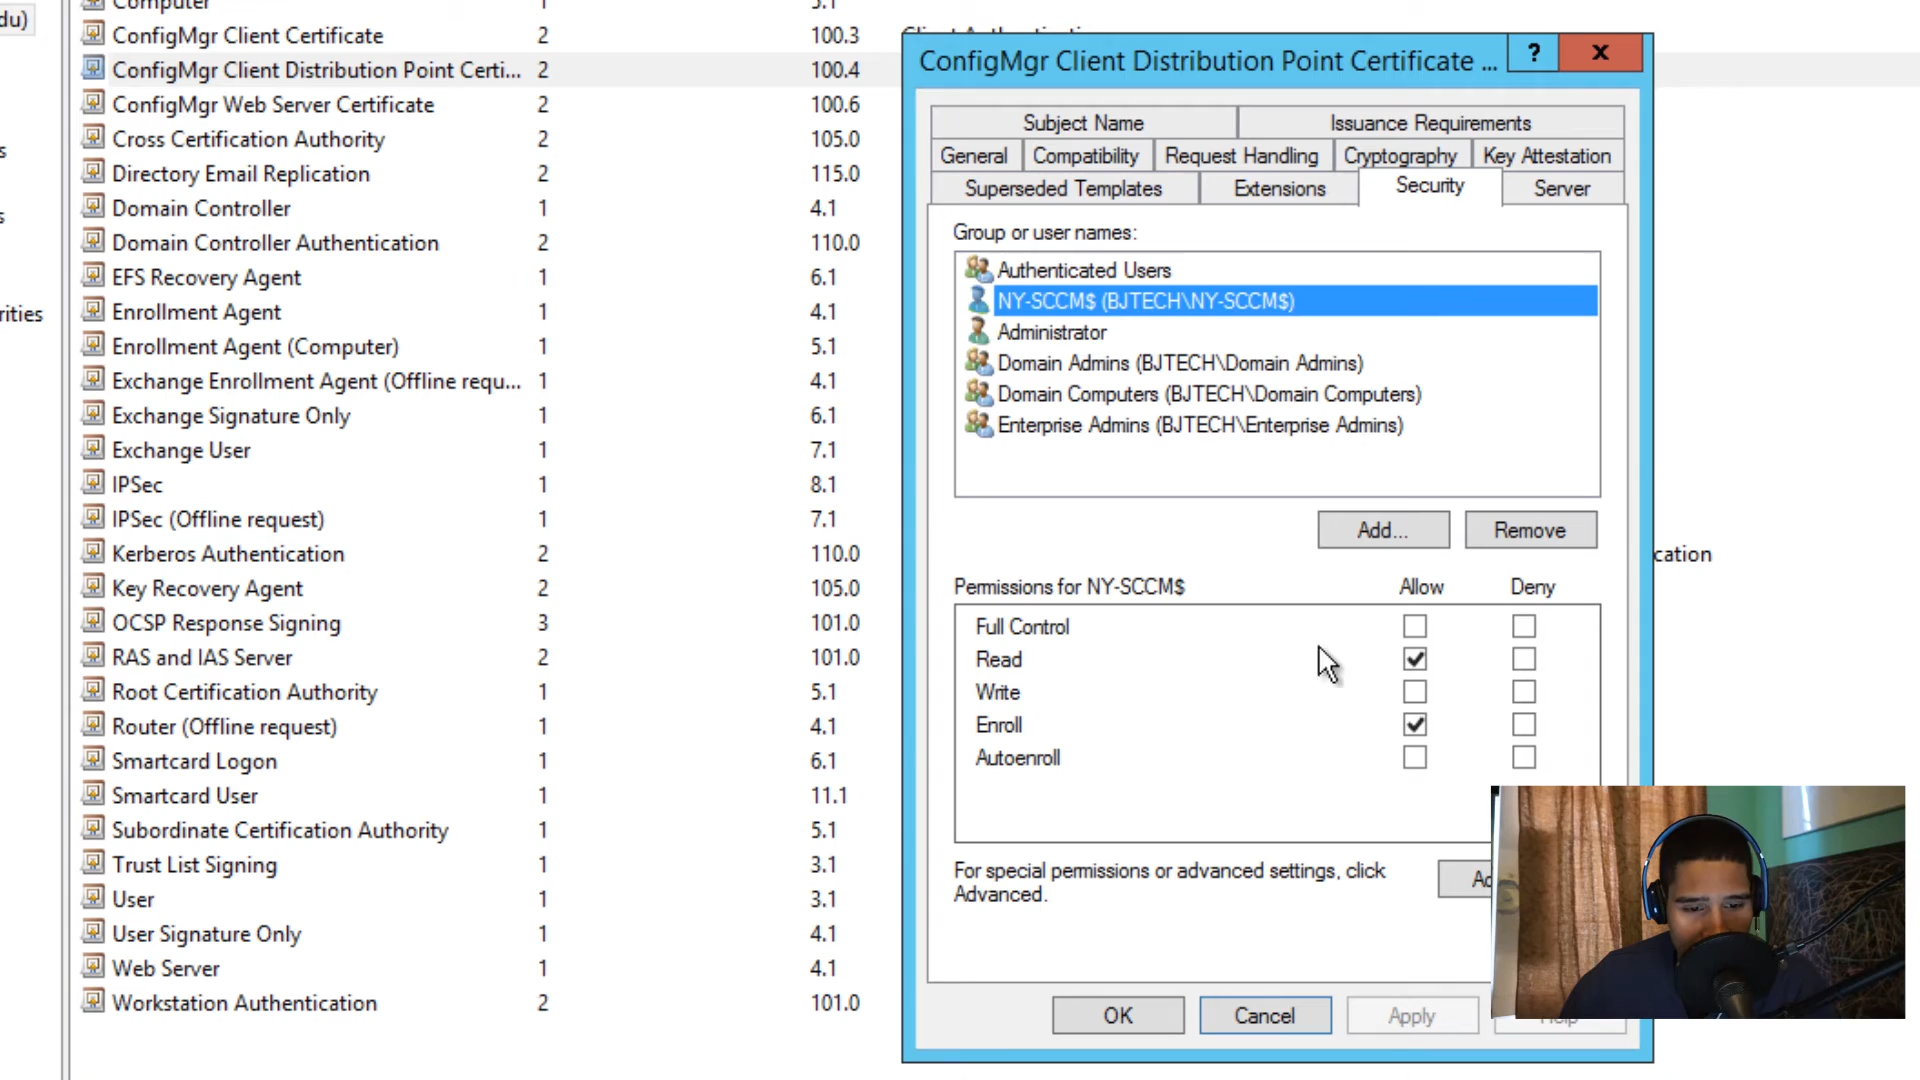 du)
Computer 1 5.1
ConfigMgr Client Certificate 2 100.3
ConfigMgr Client Distribution Point Certi... 2 100.4
ConfigMgr Web Server Certificate 2 100.6
Cross Certification Authority 2 105.0
s
Directory Email Replication 2 115.0
Domain Controller 1 4.1
s
Domain Controller Authentication 2 110.0
EFS Recovery Agent 1 6.1
Enrollment Agent 1 4.1
rities
Enrollment Agent (Computer) 1 5.1
Exchange Enrollment Agent (Offline requ... 1 4.1
Exchange Signature Only 1 6.1
Exchange User 1 7.1
IPSec 1 8.1
IPSec (Offline request) 1 7.1
Kerberos Authentication 2 110.0
cation
Key Recovery Agent 2 105.0
OCSP Response Signing 3 101.0
RAS and IAS Server 2 101.0
Root Certification Authority 1 5.1
Router (Offline request) 1 4.1
Smartcard Logon 1 6.1
Smartcard User 1 11.1
Subordinate Certification Authority 1 5.1
Trust List Signing 1 3.1
User 1 3.1
User Signature Only 1 4.1
Web Server 1 4.1
Workstation Authentication 2 101.0
ConfigMgr Client Distribution Point Certificate ... ? X
Subject Name Issuance Requirements
General Compatibility Request Handling Cryptography Key Attestation
Superseded Templates Extensions Security Server
Group or user names:
Authenticated Users
NY-SCCM$ (BJTECH\NY-SCCM$)
Administrator
Domain Admins (BJTECH\Domain Admins)
Domain Computers (BJTECH\Domain Computers)
Enterprise Admins (BJTECH\Enterprise Admins)
Add... Remove
Permissions for NY-SCCM$ Allow Deny
Full Control
Read
Write
Enroll
Autoenroll
For special permissions or advanced settings, click
Advanced.
Ad
OK Cancel Apply Help